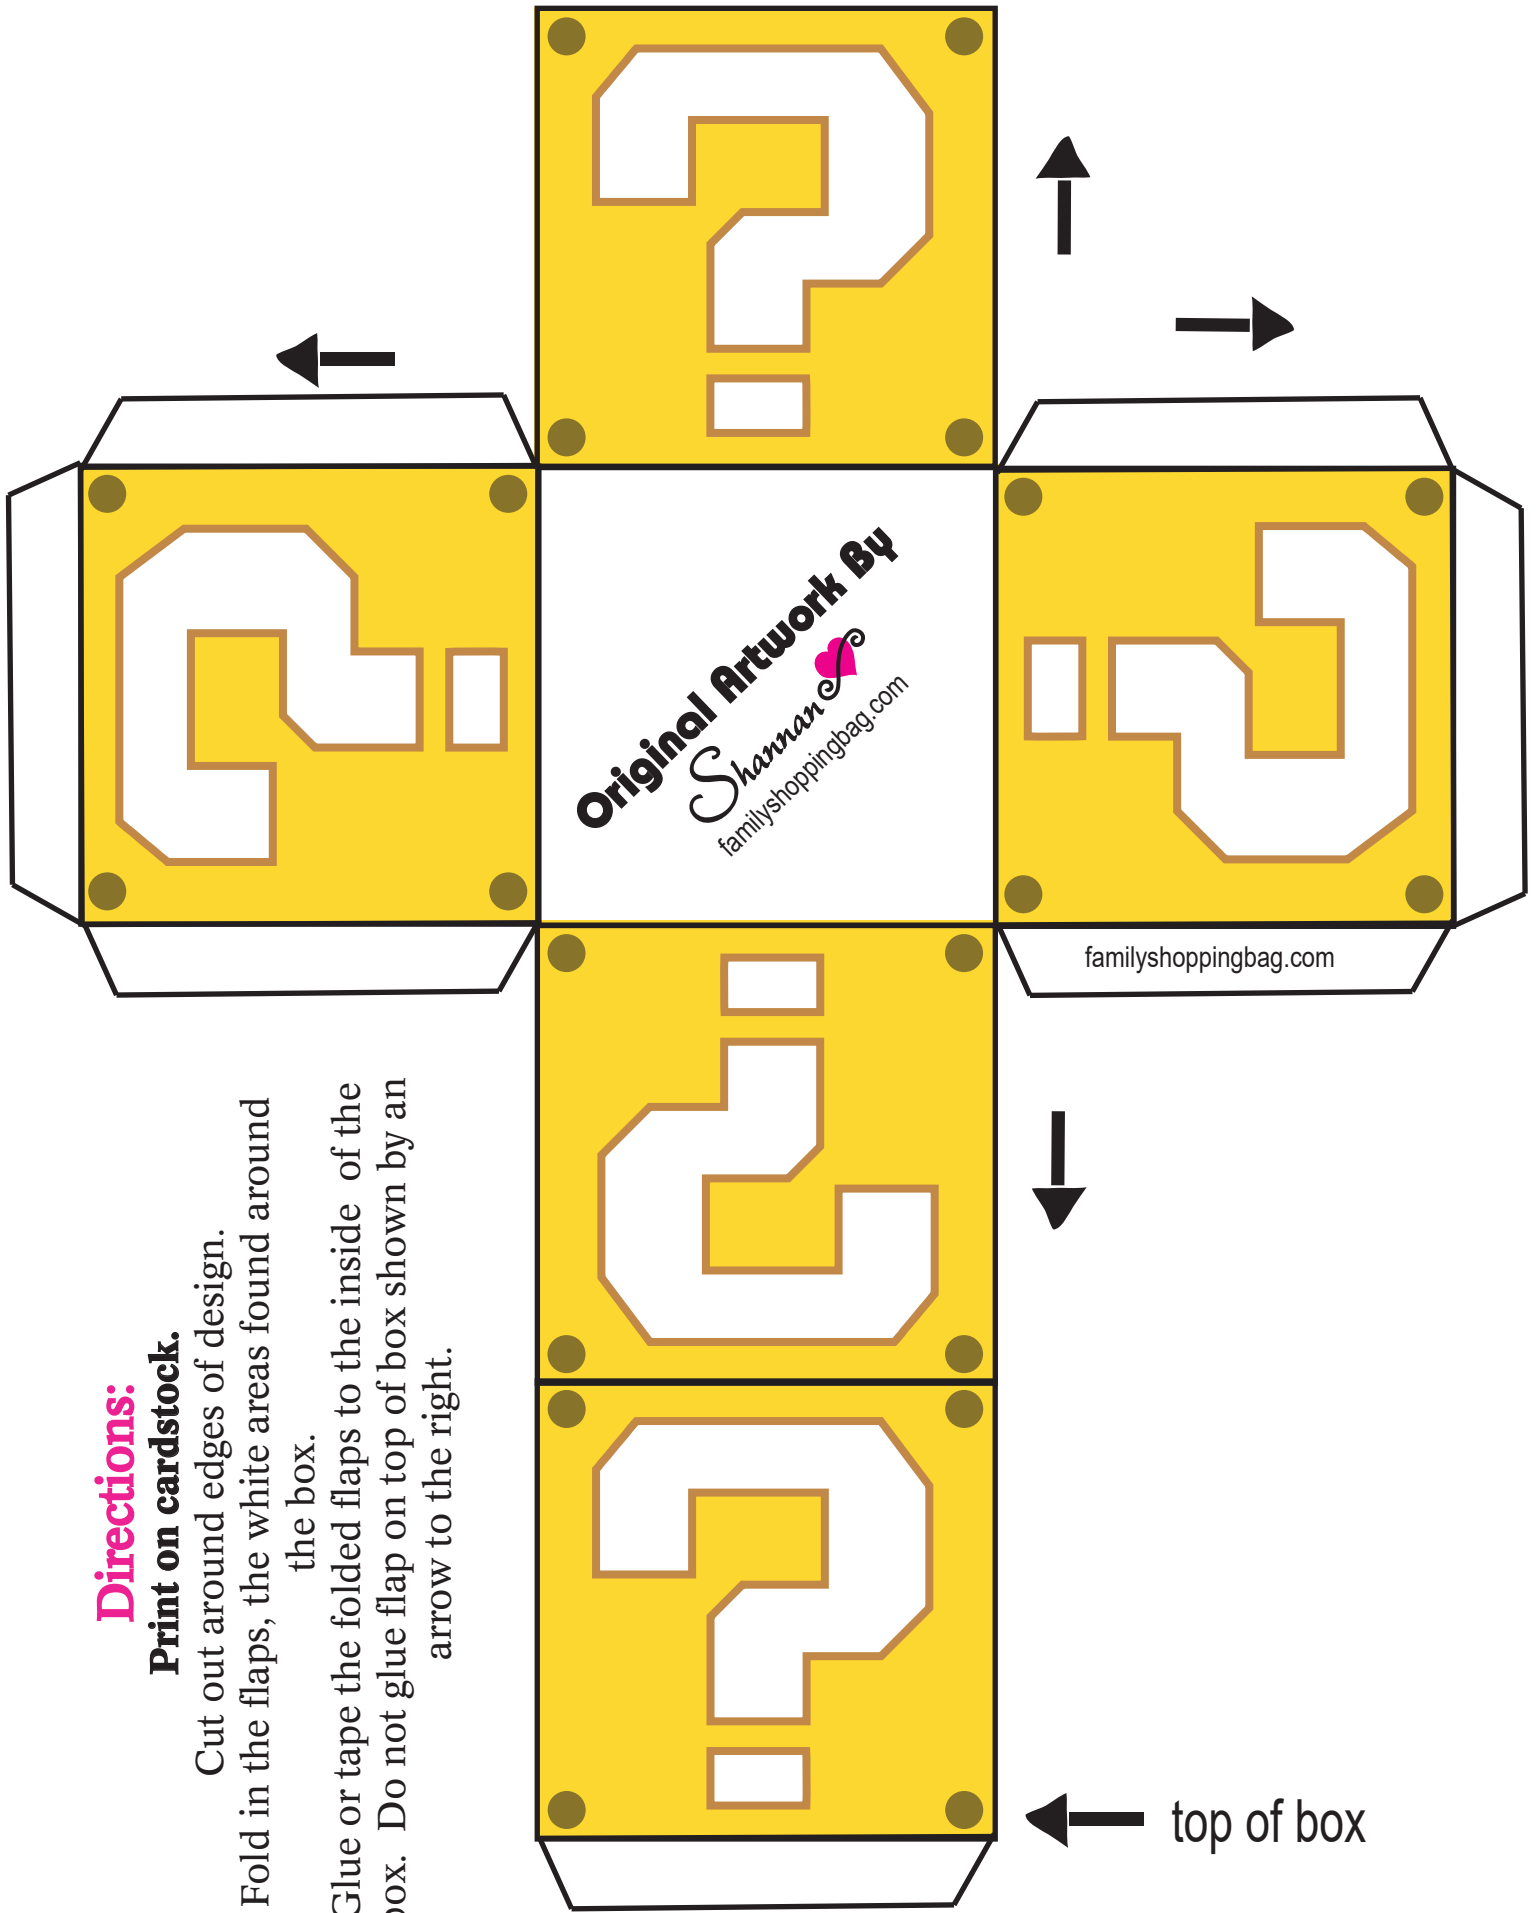 Original Artwork By
Shannan
familyshoppingbag.com
familyshoppingbag.com
Directions:
Print on cardstock.
Cut out around edges of design.
Fold in the flaps, the white areas found around
the box.
Glue or tape the folded flaps to the inside of the
box. Do not glue flap on top of box shown by an
arrow to the right.
top of box